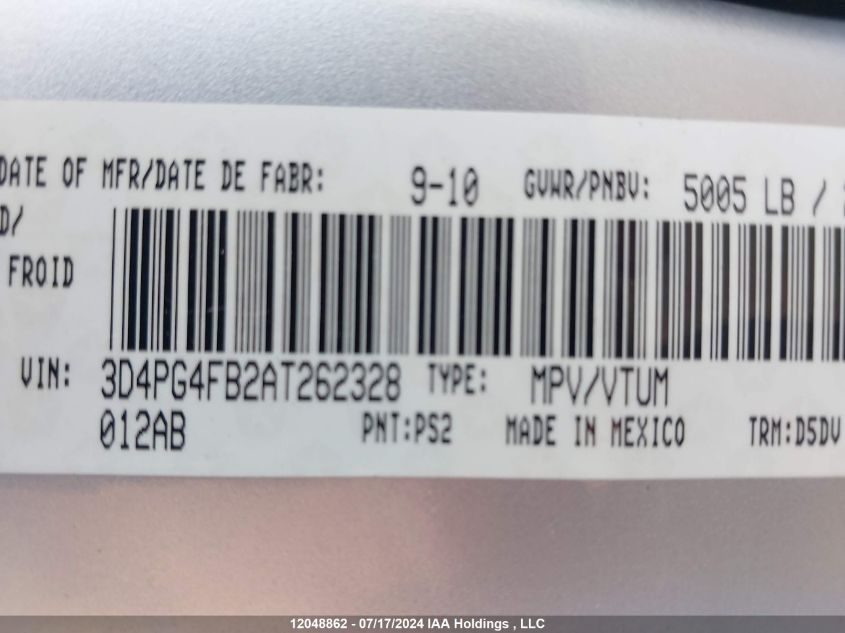 DATE OF MFR/DATE DE FABR: 9-10 GVWR/PNBV: 5005 LB /
D/
FROID
VIN: 3D4PG4FB2AT262328 TYPE: MPV/VTUM
012AB PNT:PS2 MADE IN MEXICO TRM:D5DV
12048862 - 07/17/2024 IAA Holdings , LLC